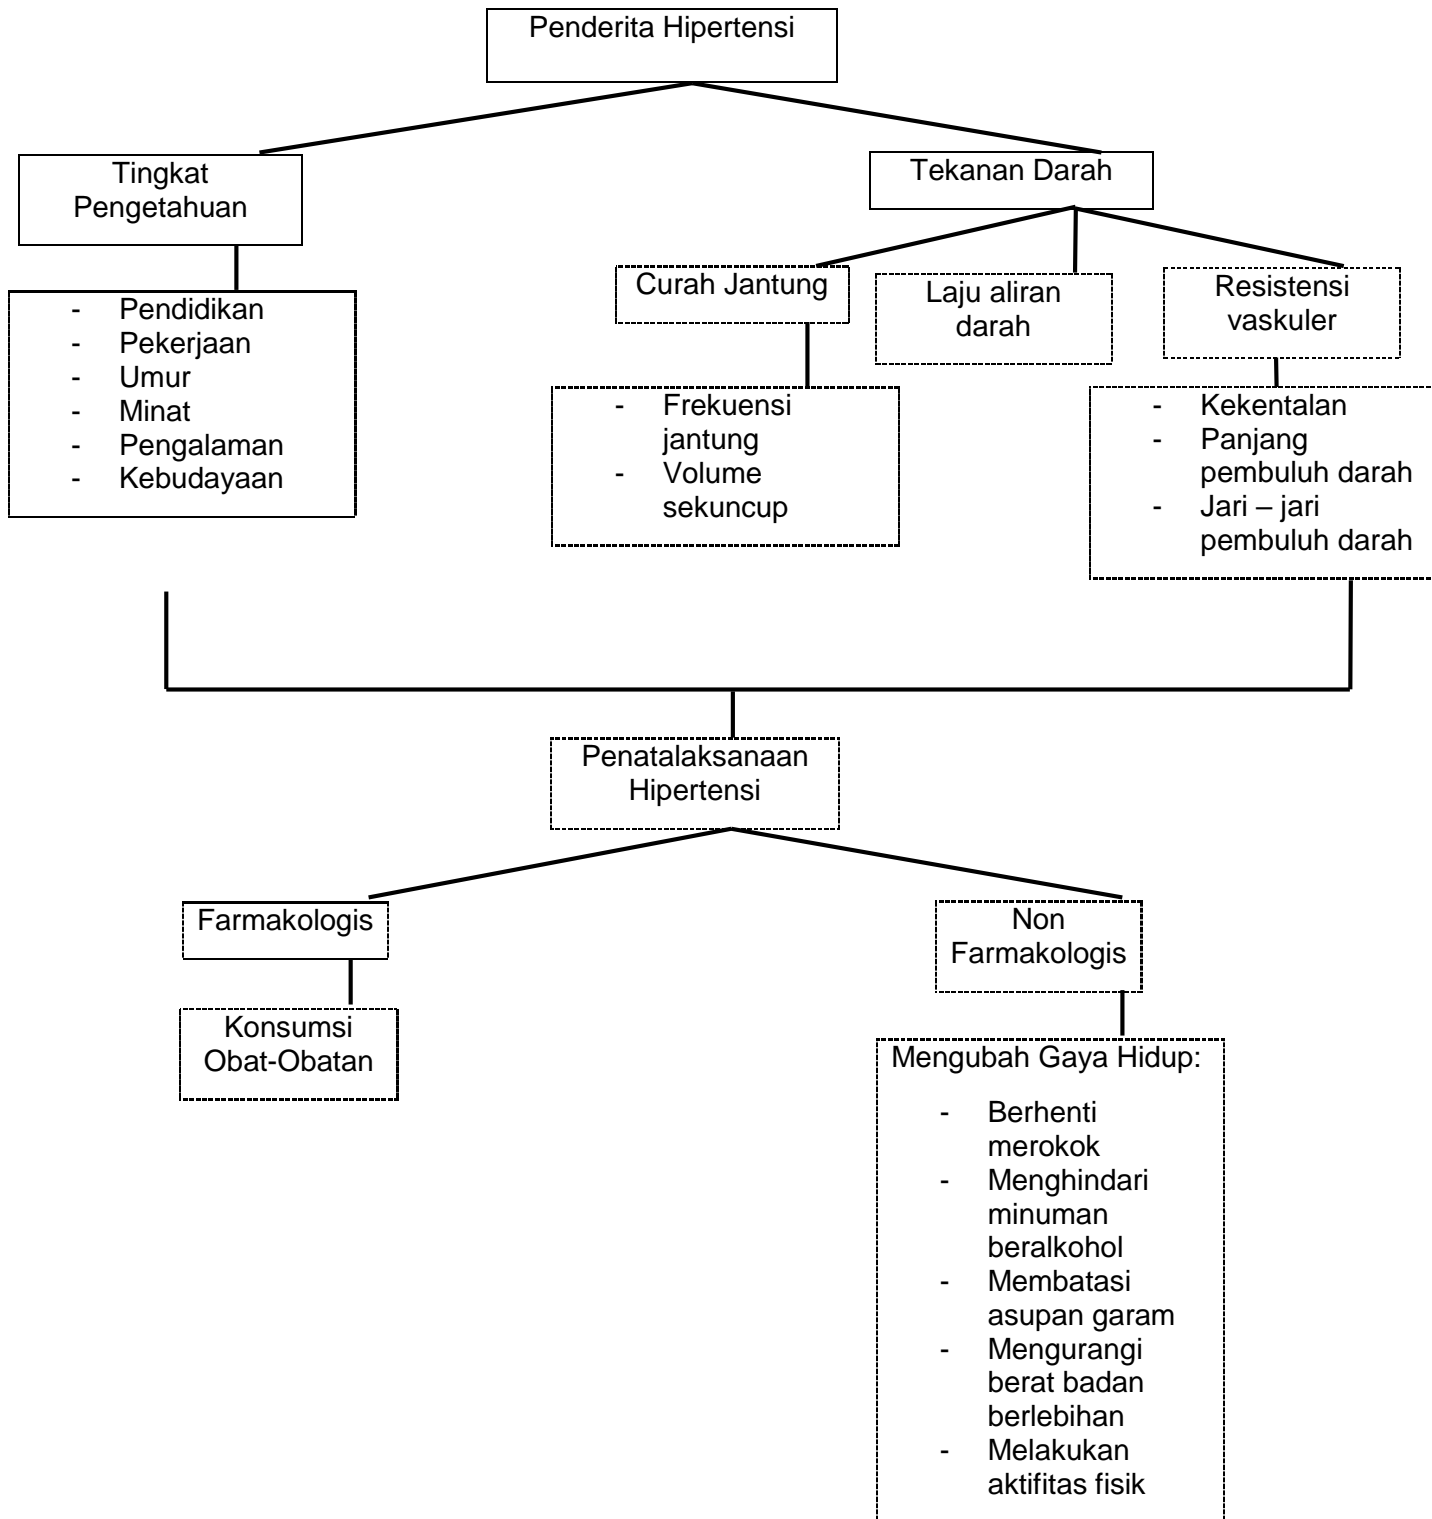 Penderita Hipertensi
Tingkat
Pengetahuan
Tekanan Darah
- Pendidikan
- Pekerjaan
- Umur
- Minat
- Pengalaman
- Kebudayaan
Curah Jantung
Laju aliran
darah
Resistensi
vaskuler
- Frekuensi
jantung
- Volume
sekuncup
- Kekentalan
- Panjang
pembuluh darah
- Jari – jari
pembuluh darah
Penatalaksanaan
Hipertensi
Farmakologis
Non
Farmakologis
Konsumsi
Obat-Obatan
Mengubah Gaya Hidup:
- Berhenti
merokok
- Menghindari
minuman
beralkohol
- Membatasi
asupan garam
- Mengurangi
berat badan
berlebihan
- Melakukan
aktifitas fisik